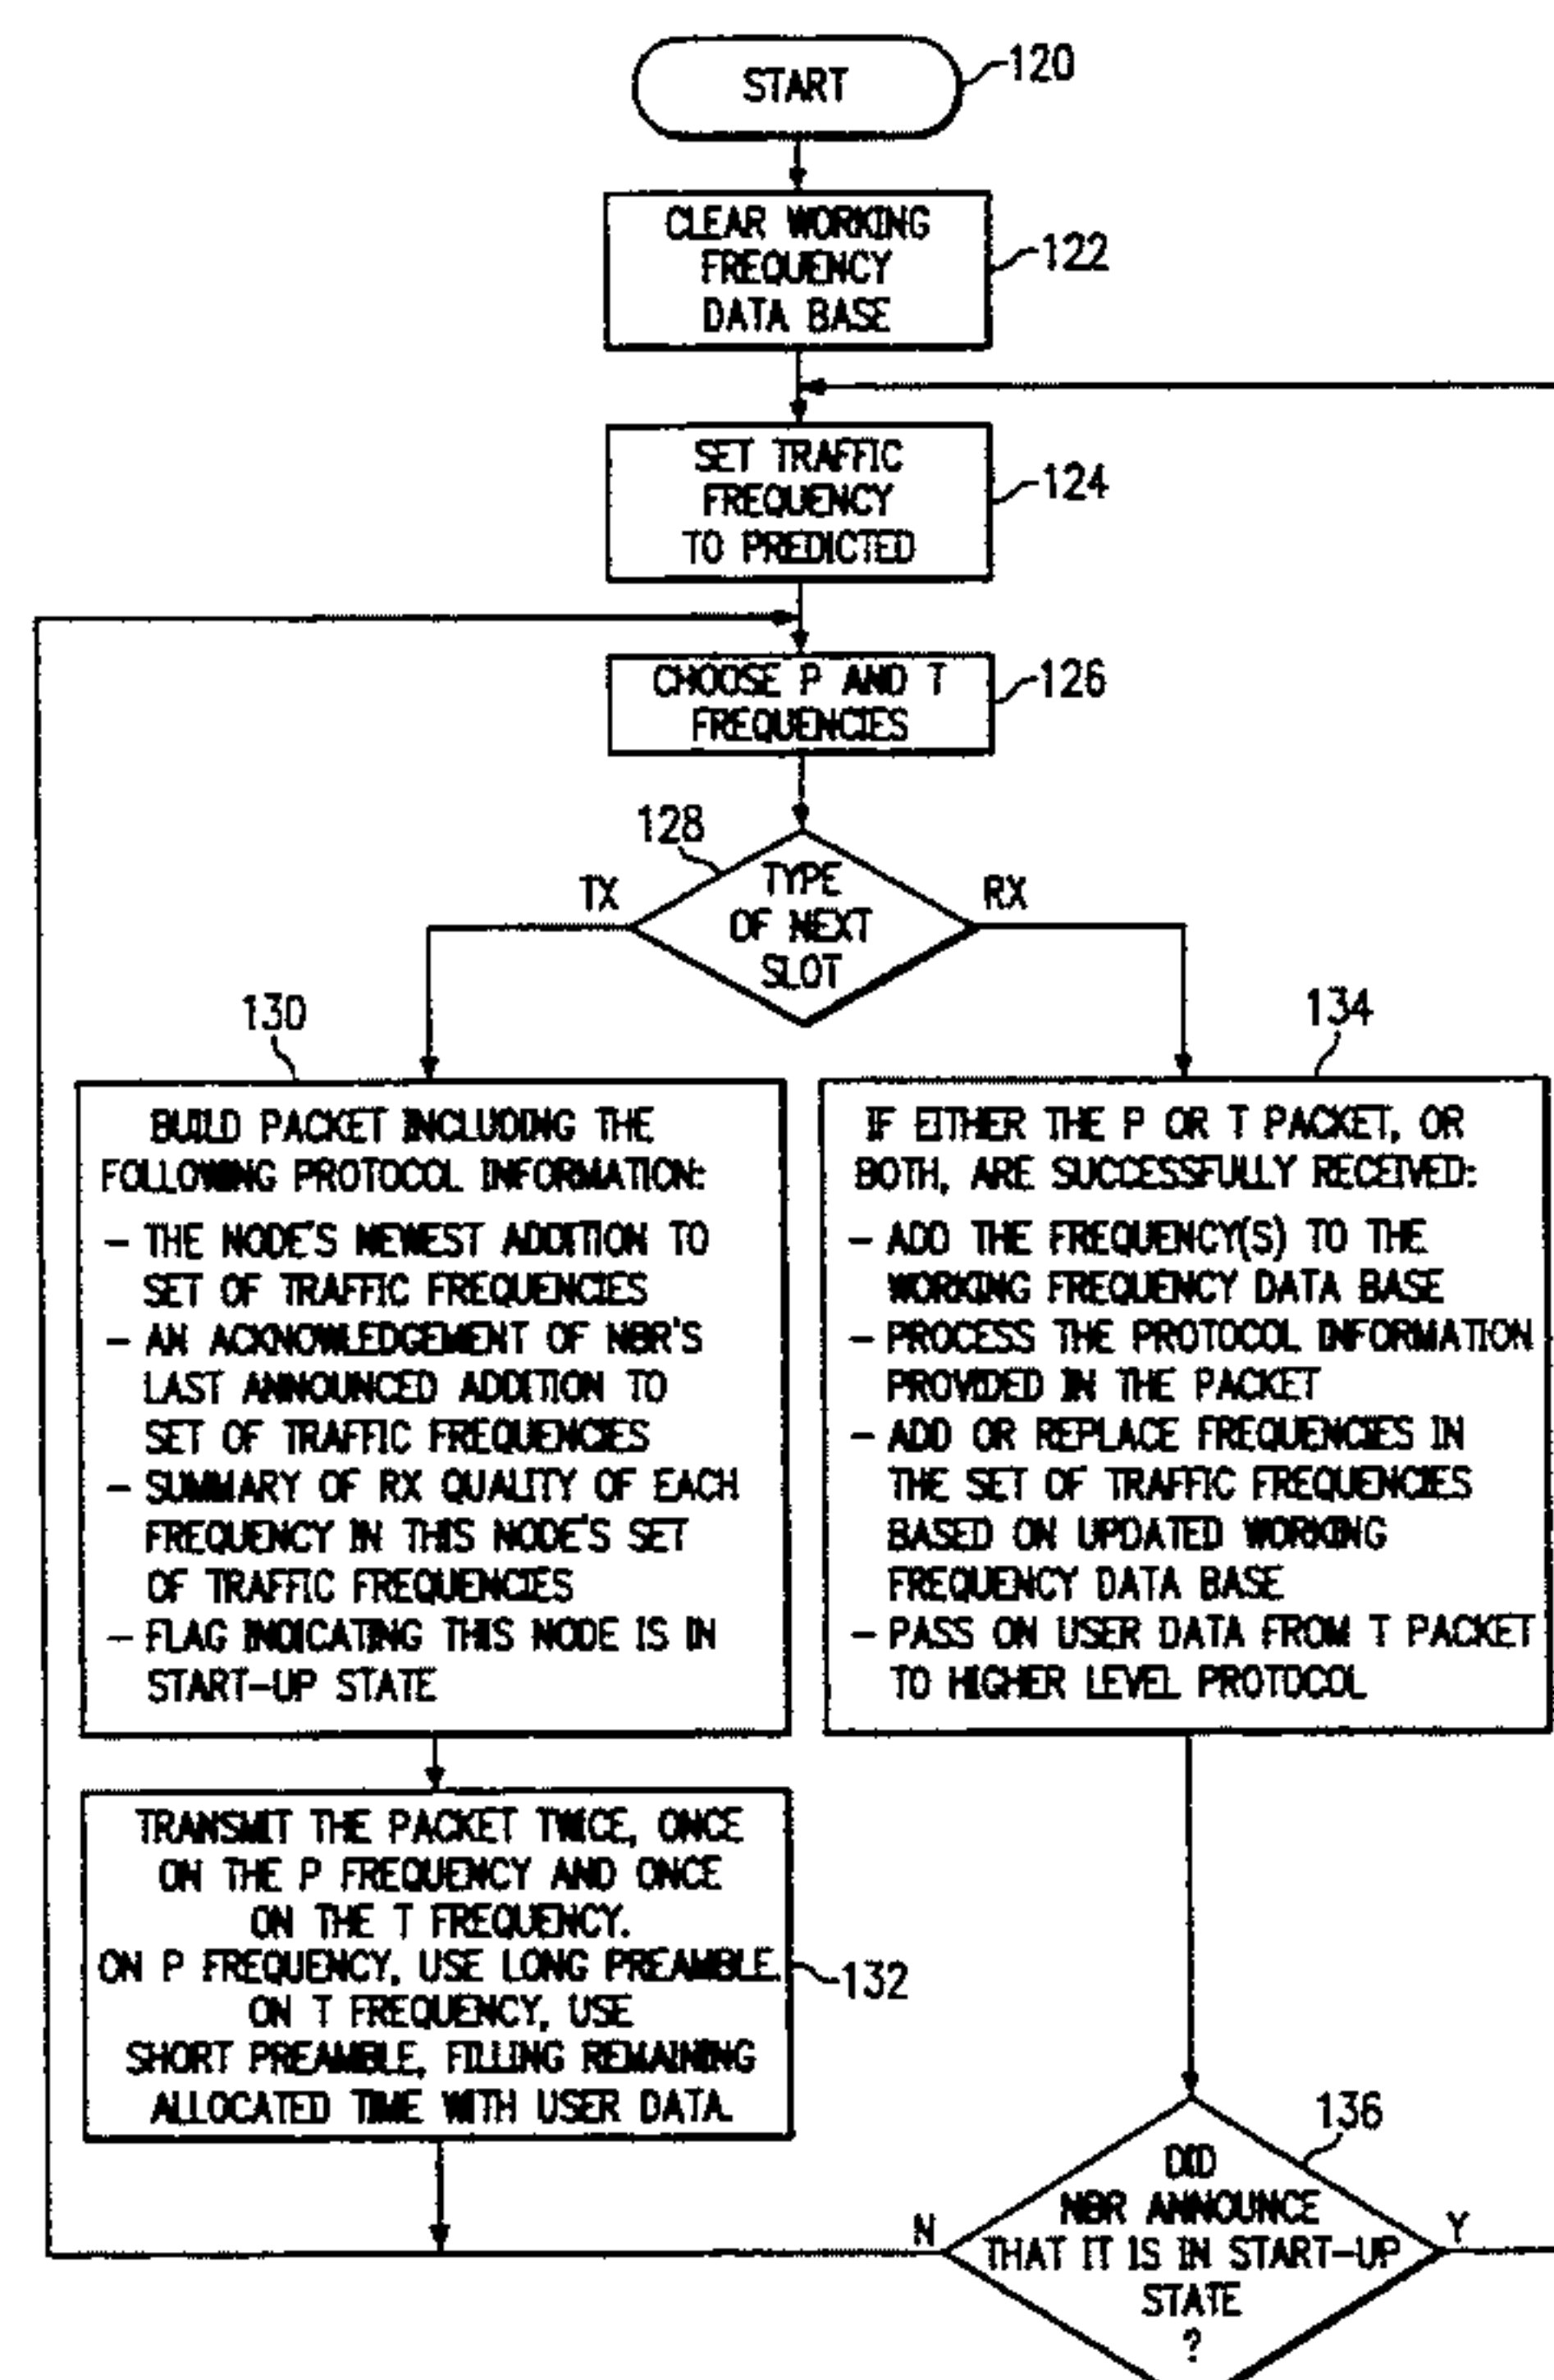 START
120
CLEAR WORKING
FREQUENCY
DATA BASE
122
SET TRAFFIC
FREQUENCY
TO PREDICTED
124
CHOOSE P AND T
FREQUENCIES
126
128
TYPE
OF NEXT
SLOT
TX
RX
130
BUILD PACKET INCLUDING THE
FOLLOWING PROTOCOL INFORMATION:
- THE NODE'S NEWEST ADDITION TO
SET OF TRAFFIC FREQUENCIES
- AN ACKNOWLEDGEMENT OF NBR'S
LAST ANNOUNCED ADDITION TO
SET OF TRAFFIC FREQUENCIES
- SUMMARY OF RX QUALITY OF EACH
FREQUENCY IN THIS NODE'S SET
OF TRAFFIC FREQUENCIES
- FLAG INDICATING THIS NODE IS IN
START-UP STATE
134
IF EITHER THE P OR T PACKET, OR
BOTH, ARE SUCCESSFULLY RECEIVED:
- ADD THE FREQUENCY(S) TO THE
WORKING FREQUENCY DATA BASE
- PROCESS THE PROTOCOL INFORMATION
PROVIDED IN THE PACKET
- ADD OR REPLACE FREQUENCIES IN
THE SET OF TRAFFIC FREQUENCIES
BASED ON UPDATED WORKING
FREQUENCY DATA BASE
- PASS ON USER DATA FROM T PACKET
TO HIGHER LEVEL PROTOCOL
TRANSMIT THE PACKET TWICE, ONCE
ON THE P FREQUENCY AND ONCE
ON THE T FREQUENCY.
ON P FREQUENCY, USE LONG PREAMBLE.
ON T FREQUENCY, USE
SHORT PREAMBLE, FILLING REMAINING
ALLOCATED TIME WITH USER DATA.
132
136
DID
NBR ANNOUNCE
THAT IT IS IN START-UP
STATE
?
N
Y